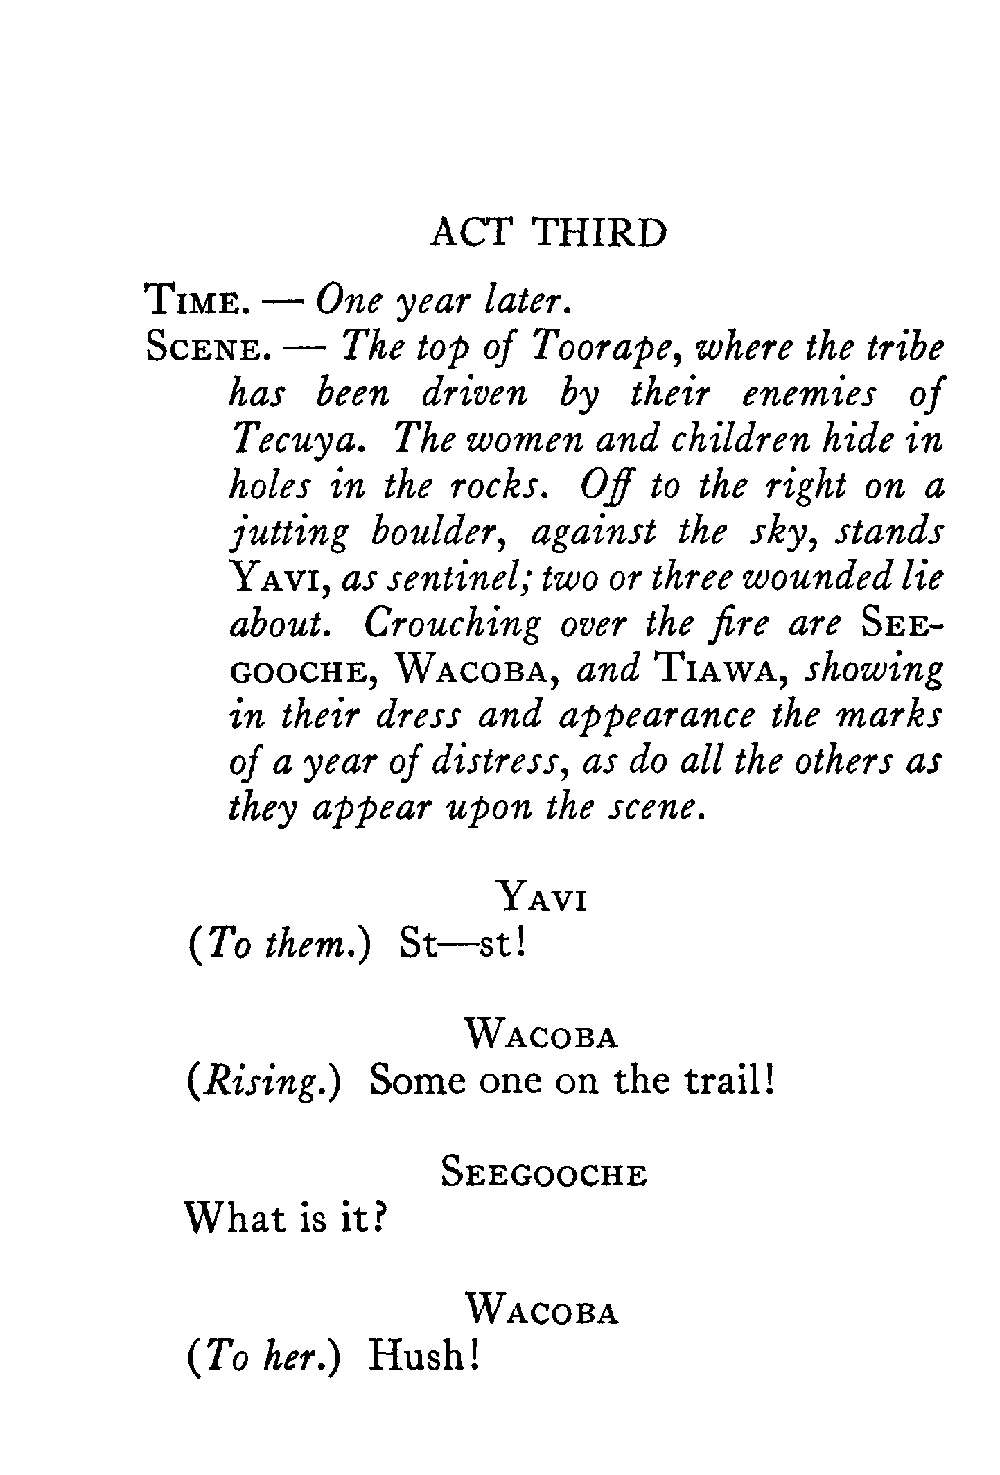 ACT THIRD
TIME. — One year later.
SCENE. — The top of Toorape, where the tribe
has been driven by their enemies of
Tecuya. The women and children hide in
holes in the rocks. Off to the right on a
jutting boulder, against the sky, stands
YAVI, as sentinel; two or three wounded lie
about. Crouching over the fire are SEE-
GOOCHE, WACOBA, and TIAWA, showing
in their dress and appearance the marks
of a year of distress, as do all the others as
they appear upon the scene.
YAVI
(To them.) St—st!
WACOBA
(Rising.) Some one on the trail!
SEEGOOCHE
What is it?
WACOBA
(To her.) Hush!